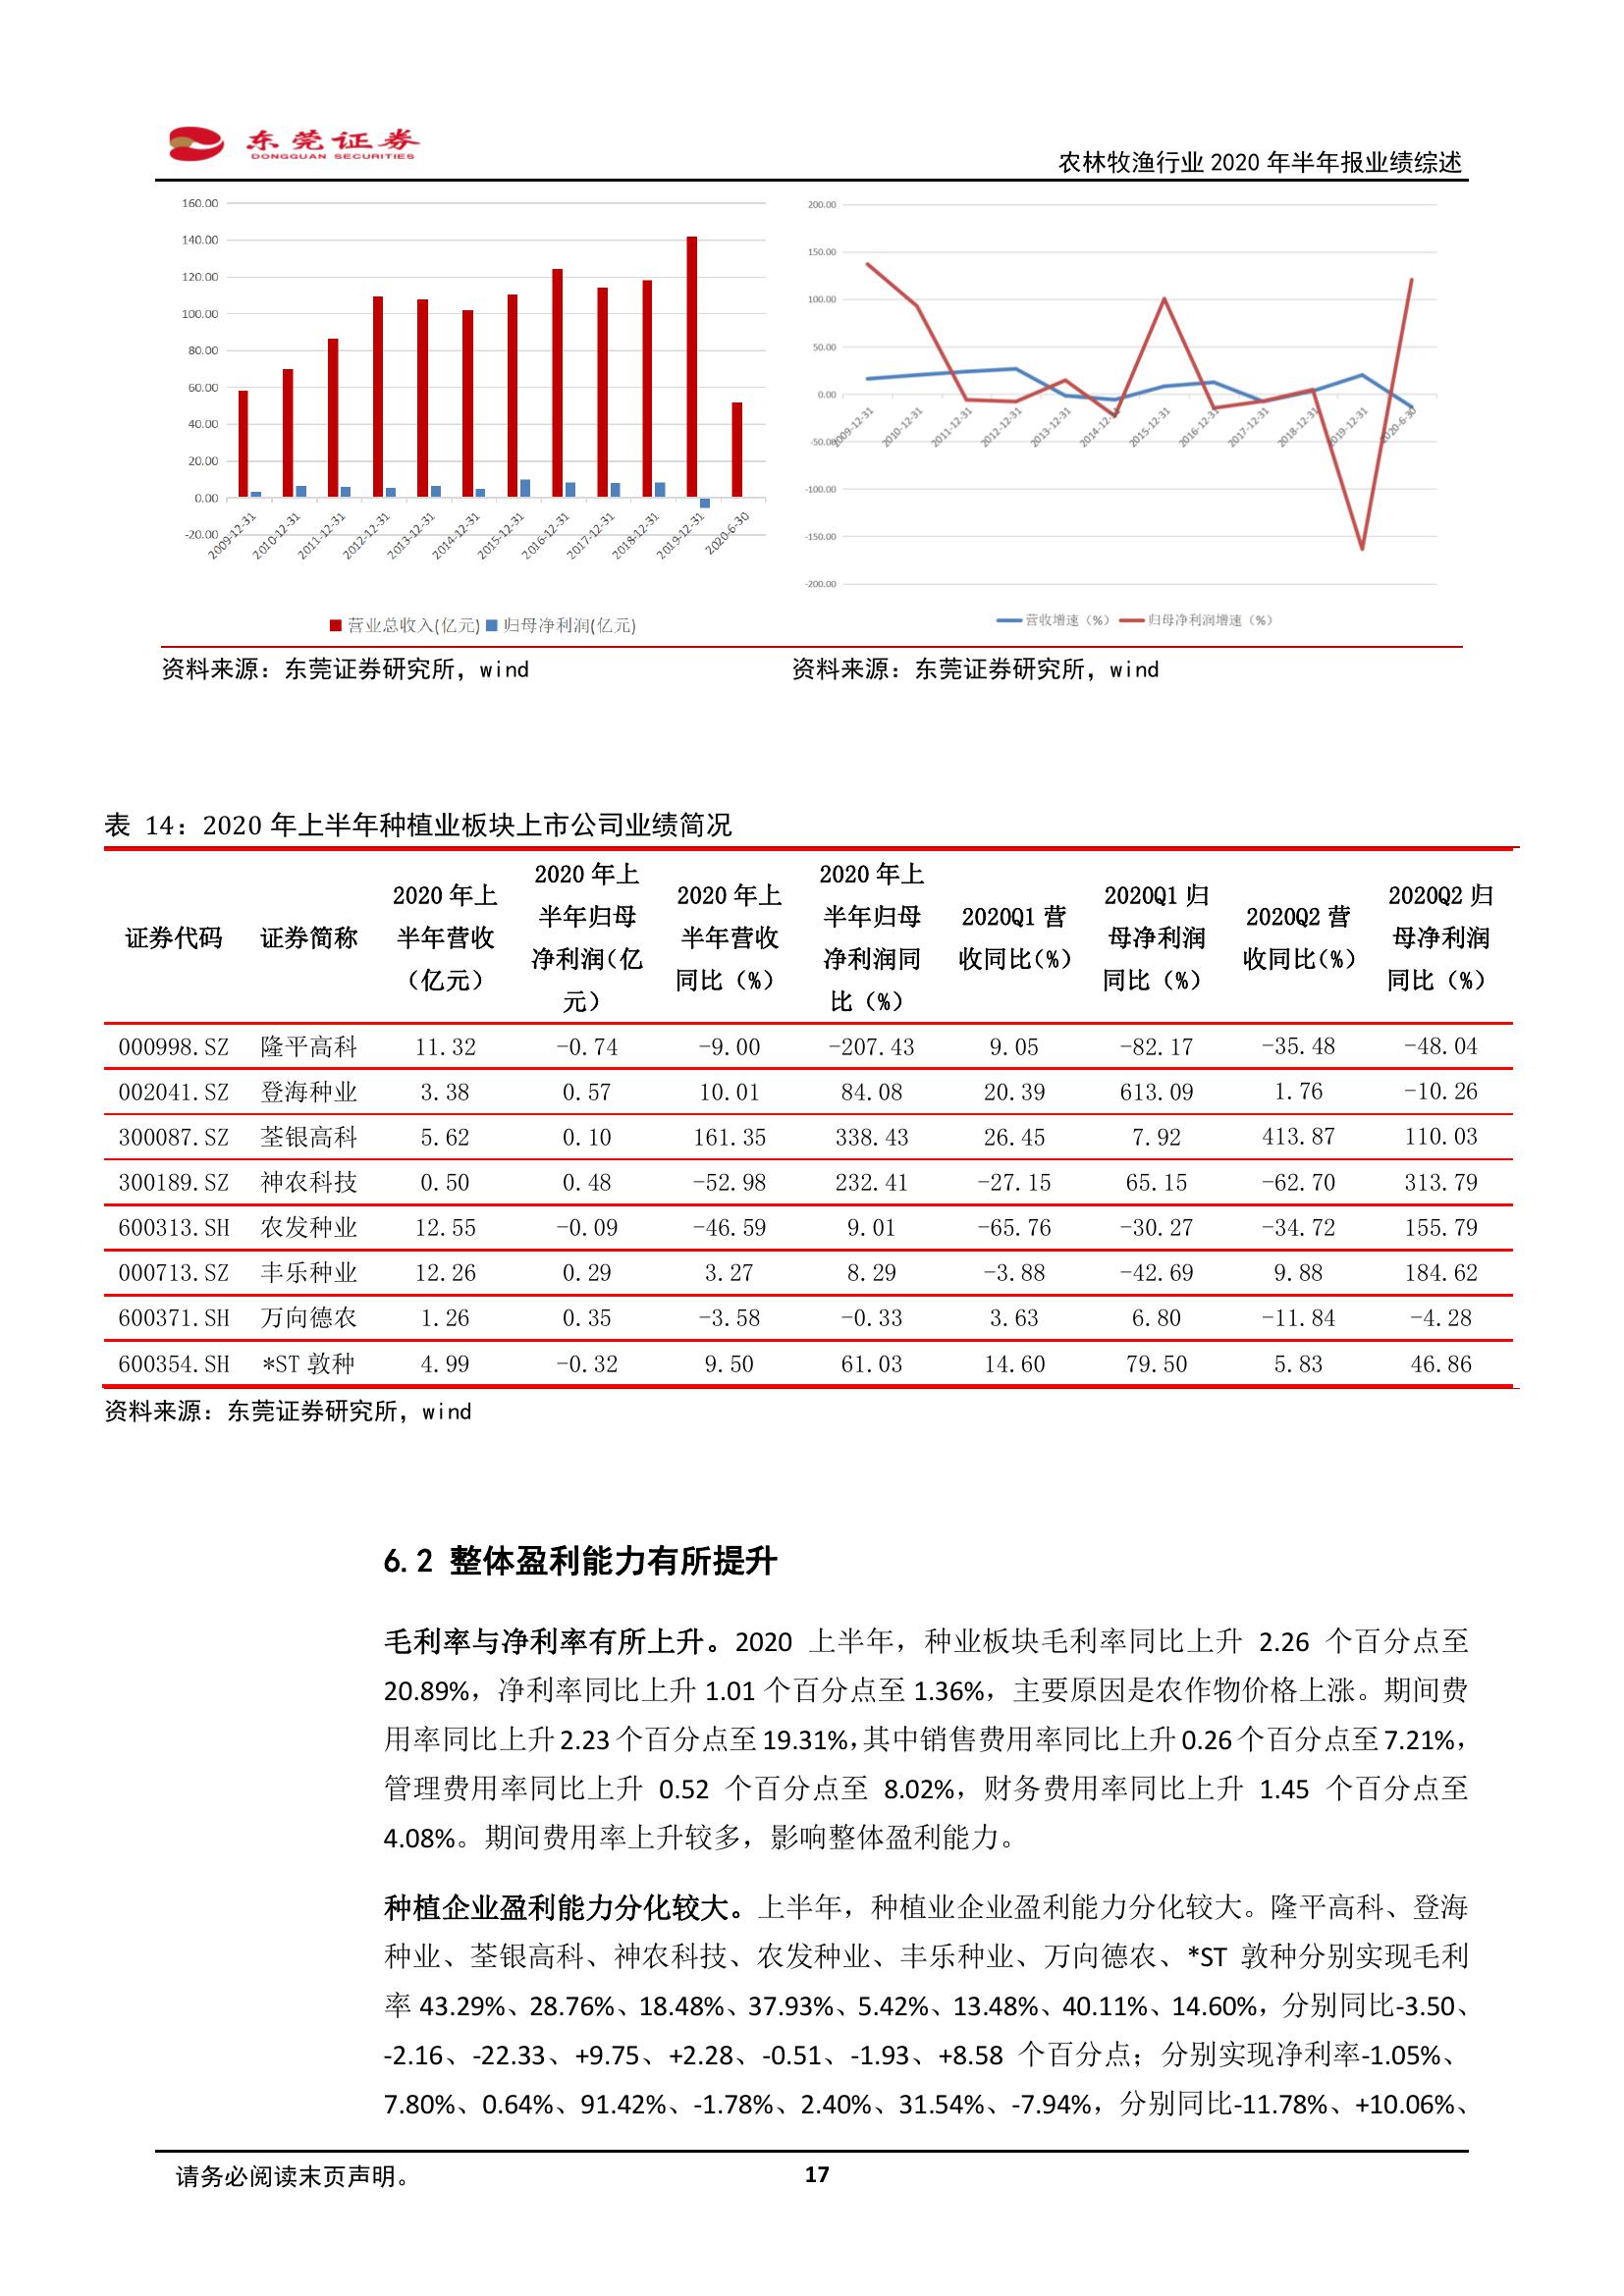 东莞证券
DONGGUAN SECURITIES
农林牧渔行业 2020 年半年报业绩综述
160.00
140.00
120.00
100.00
80.00
60.00
40.00
20.00
0.00
-20.00
2009-12-31 2010-12-31 2011-12-31 2012-12-31 2013-12-31 2014-12-31 2015-12-31 2016-12-31 2017-12-31 2018-12-31 2019-12-31 2020-6-30
营业总收入(亿元) 归母净利润(亿元)
200.00
150.00
100.00
50.00
0.00
-50.00
-100.00
-150.00
-200.00
2009-12-31 2010-12-31 2011-12-31 2012-12-31 2013-12-31 2014-12-31 2015-12-31 2016-12-31 2017-12-31 2018-12-31 2019-12-31 2020-6-30
营收增速（%） 归母净利润增速（%）
资料来源：东莞证券研究所，wind 资料来源：东莞证券研究所，wind
表 14：2020 年上半年种植业板块上市公司业绩简况
证券代码 证券简称 2020 年上半年营收（亿元） 2020 年上半年归母净利润(亿元) 2020 年上半年营收同比（%） 2020 年上半年归母净利润同比（%） 2020Q1 营收同比(%) 2020Q1 归母净利润同比（%） 2020Q2 营收同比(%) 2020Q2 归母净利润同比（%）
000998.SZ 隆平高科 11.32 -0.74 -9.00 -207.43 9.05 -82.17 -35.48 -48.04
002041.SZ 登海种业 3.38 0.57 10.01 84.08 20.39 613.09 1.76 -10.26
300087.SZ 荃银高科 5.62 0.10 161.35 338.43 26.45 7.92 413.87 110.03
300189.SZ 神农科技 0.50 0.48 -52.98 232.41 -27.15 65.15 -62.70 313.79
600313.SH 农发种业 12.55 -0.09 -46.59 9.01 -65.76 -30.27 -34.72 155.79
000713.SZ 丰乐种业 12.26 0.29 3.27 8.29 -3.88 -42.69 9.88 184.62
600371.SH 万向德农 1.26 0.35 -3.58 -0.33 3.63 6.80 -11.84 -4.28
600354.SH *ST 敦种 4.99 -0.32 9.50 61.03 14.60 79.50 5.83 46.86
资料来源：东莞证券研究所，wind
6.2 整体盈利能力有所提升
毛利率与净利率有所上升。2020 上半年，种业板块毛利率同比上升 2.26 个百分点至
20.89%，净利率同比上升 1.01 个百分点至 1.36%，主要原因是农作物价格上涨。期间费
用率同比上升 2.23 个百分点至 19.31%，其中销售费用率同比上升 0.26 个百分点至 7.21%，
管理费用率同比上升 0.52 个百分点至 8.02%，财务费用率同比上升 1.45 个百分点至
4.08%。期间费用率上升较多，影响整体盈利能力。
种植企业盈利能力分化较大。上半年，种植业企业盈利能力分化较大。隆平高科、登海
种业、荃银高科、神农科技、农发种业、丰乐种业、万向德农、*ST 敦种分别实现毛利
率 43.29%、28.76%、18.48%、37.93%、5.42%、13.48%、40.11%、14.60%，分别同比-3.50、
-2.16、-22.33、+9.75、+2.28、-0.51、-1.93、+8.58 个百分点；分别实现净利率-1.05%、
7.80%、0.64%、91.42%、-1.78%、2.40%、31.54%、-7.94%，分别同比-11.78%、+10.06%、
请务必阅读末页声明。 17